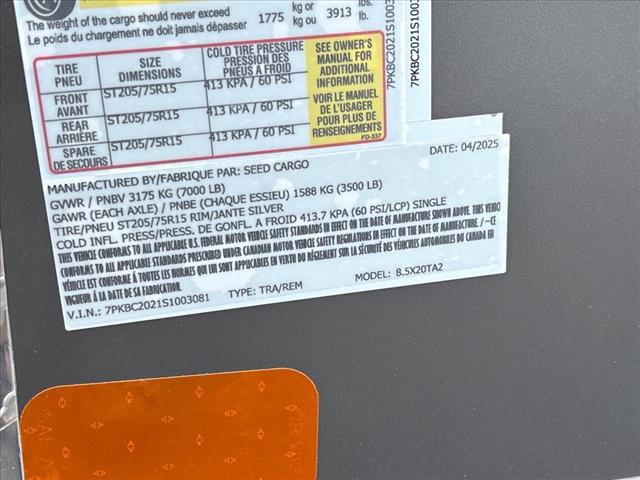 The weight of the cargo should never exceed 1775 kg or 3913 lbs.
Le poids du chargement ne doit jamais dépasser kg ou lb.
TIRE PNEU SIZE DIMENSIONS COLD TIRE PRESSURE PRESSION DES PNEUS À FROID SEE OWNER'S MANUAL FOR ADDITIONAL INFORMATION
FRONT AVANT ST205/75R15 413 KPA / 60 PSI
REAR ARRIÈRE ST205/75R15 413 KPA / 60 PSI VOIR LE MANUEL DE L'USAGER POUR PLUS DE RENSEIGNEMENTS
SPARE DE SECOURS ST205/75R15 413 KPA / 60 PSI
FD-337
7PKBC2021S1003
7PKBC2021S1003
MANUFACTURED BY/FABRIQUE PAR: SEED CARGO DATE: 04/2025
GVWR / PNBV 3175 KG (7000 LB)
GAWR (EACH AXLE) / PNBE (CHAQUE ESSIEU) 1588 KG (3500 LB)
TIRE/PNEU ST205/75R15 RIM/JANTE SILVER
COLD INFL. PRESS/PRESS. DE GONFL. A FROID 413.7 KPA (60 PSI/LCP) SINGLE
THIS VEHICLE CONFORMS TO ALL APPLICABLE U.S. FEDERAL MOTOR VEHICLE SAFETY STANDARDS IN EFFECT ON THE DATE OF MANUFACTURE SHOWN ABOVE. THIS VEHICLE
CONFORMS TO ALL APPLICABLE STANDARDS PRESCRIBED UNDER CANADIAN MOTOR VEHICLE SAFETY REGULATIONS IN EFFECT ON THE DATE OF MANUFACTURE. / -CE
VEHICULE EST CONFORME A TOUTES LES NORMES QUI LUI SONT APPLICABLES EN VERTU DU RÈGLEMENT SUR LA SÉCURITÉ DES VÉHICULES AUTOMOBILES DU CANADA EN
VIGUEUR À LA DATE DE SA FABRICATION.
V.I.N.: 7PKBC2021S1003081 TYPE: TRA/REM MODEL: 8.5X20TA2